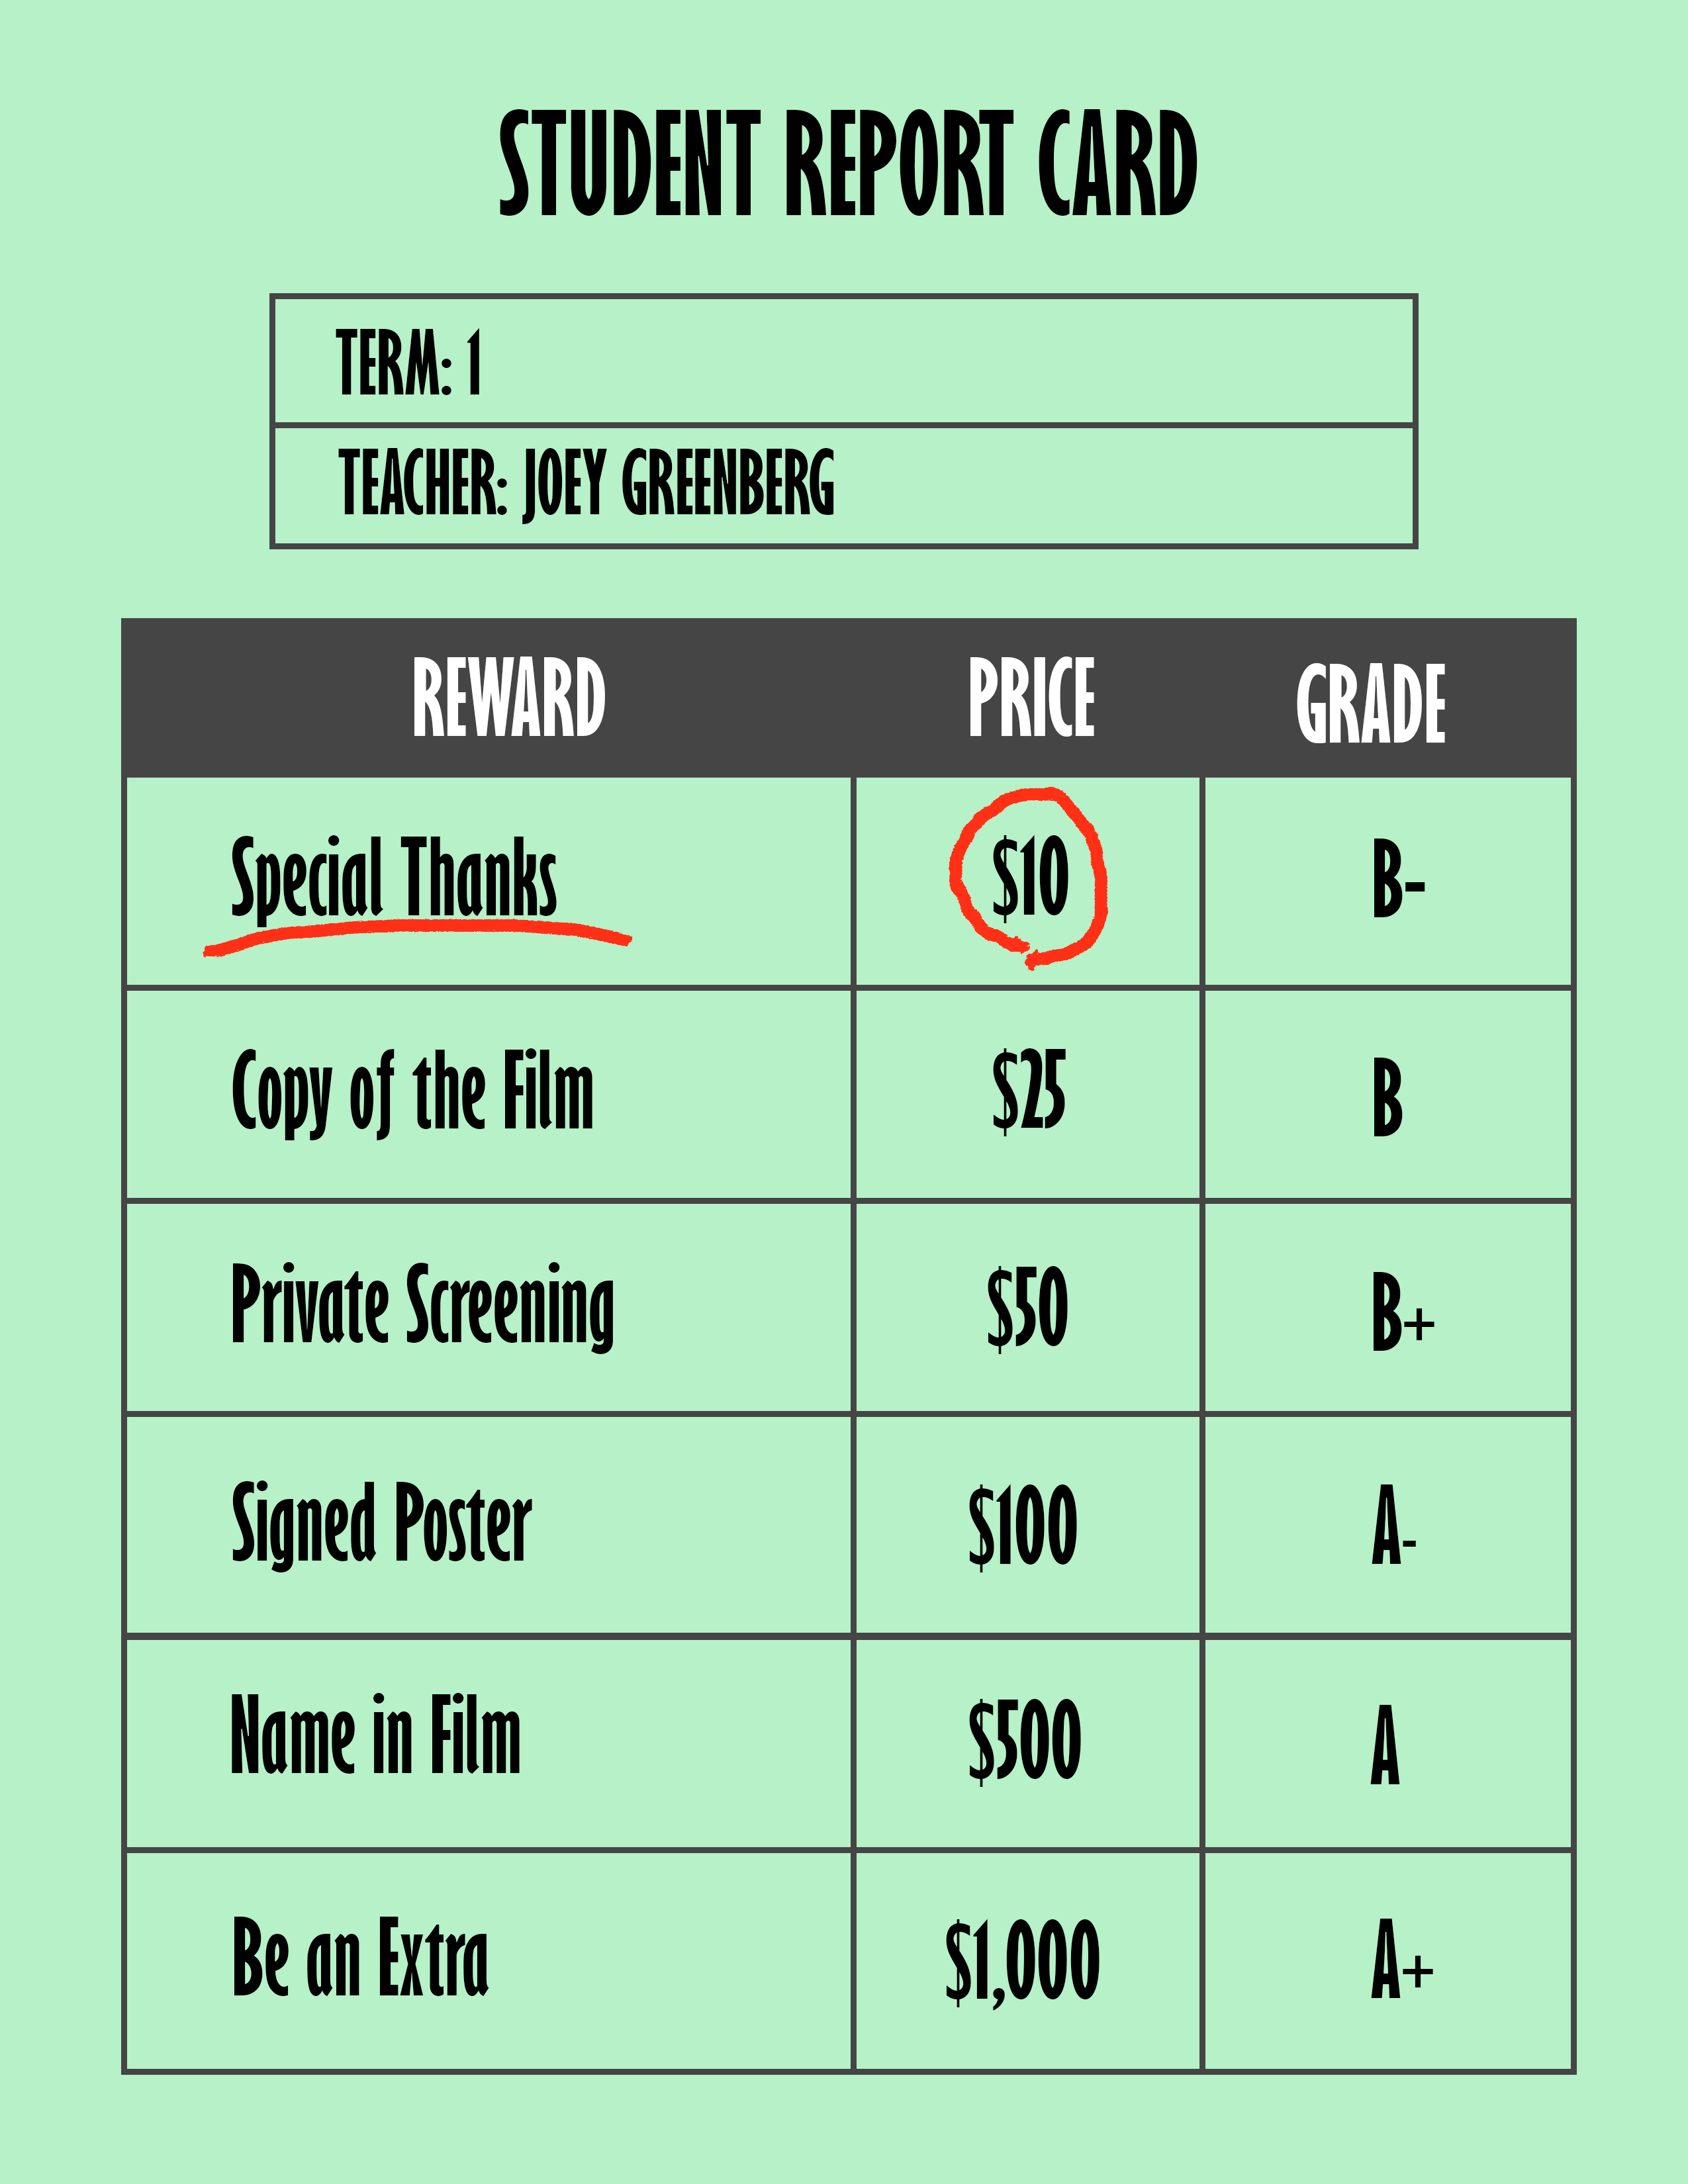 STUDENT REPORT CARD
TERM: 1
TEACHER: JOEY GREENBERG
REWARD PRICE GRADE
Special Thanks $10 B-
Copy of the Film $25 B
Private Screening $50 B+
Signed Poster $100 A-
Name in Film $500 A
Be an Extra $1,000 A+